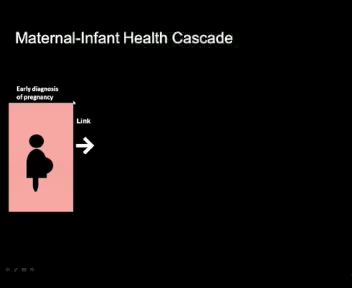 Maternal-Infant Health Cascade
Early diagnosis
of pregnancy
Link